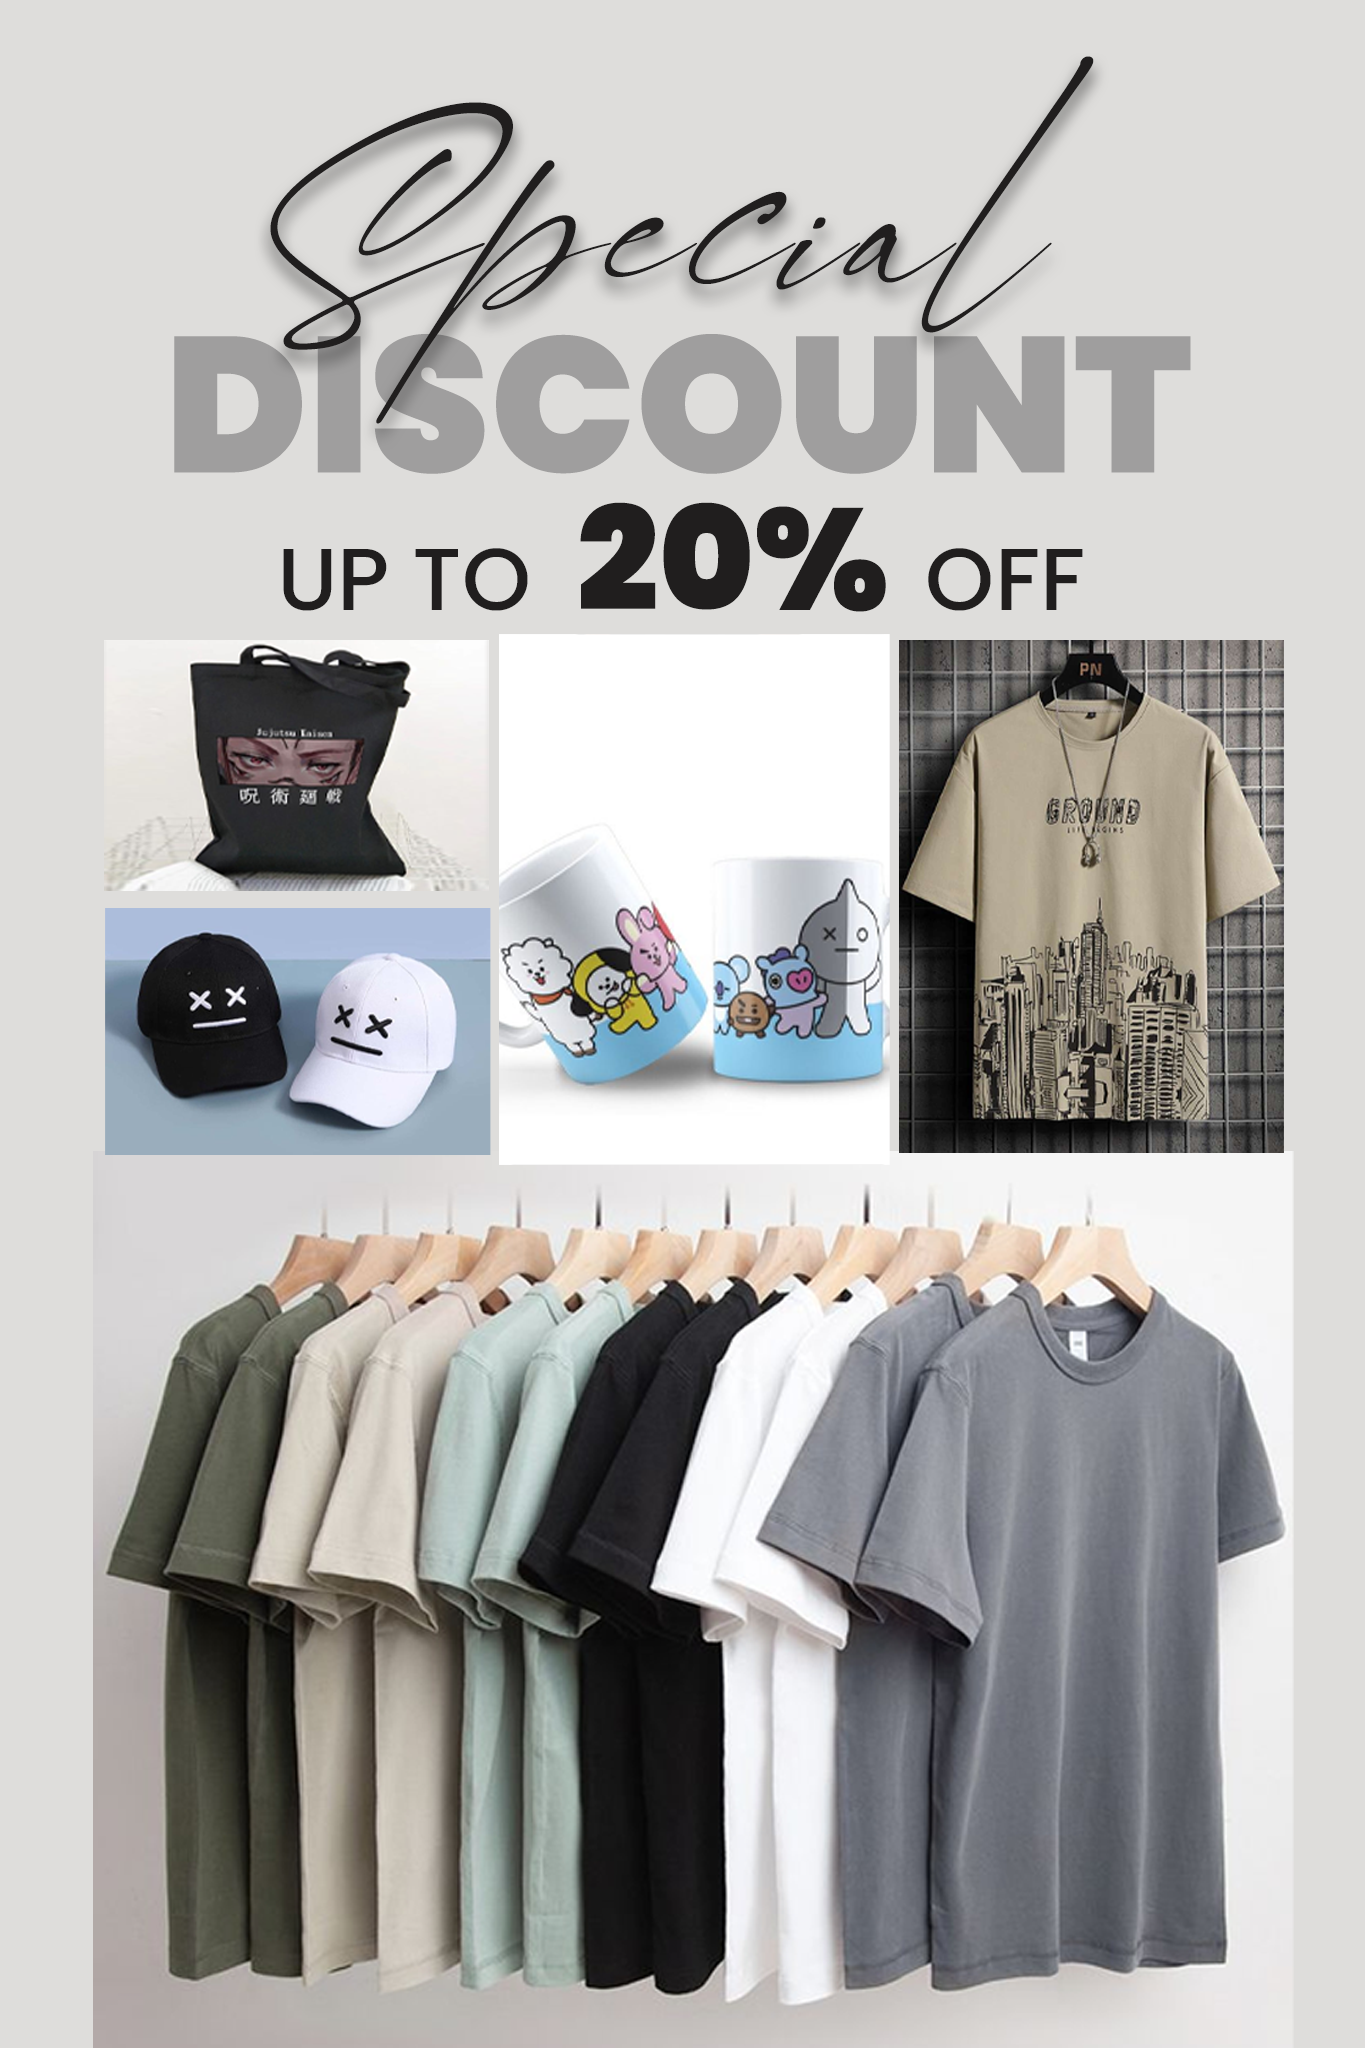 Special
DISCOUNT
UP TO 20% OFF
Jujutsu Kaisen
呪術廻戦
PN
GROUND